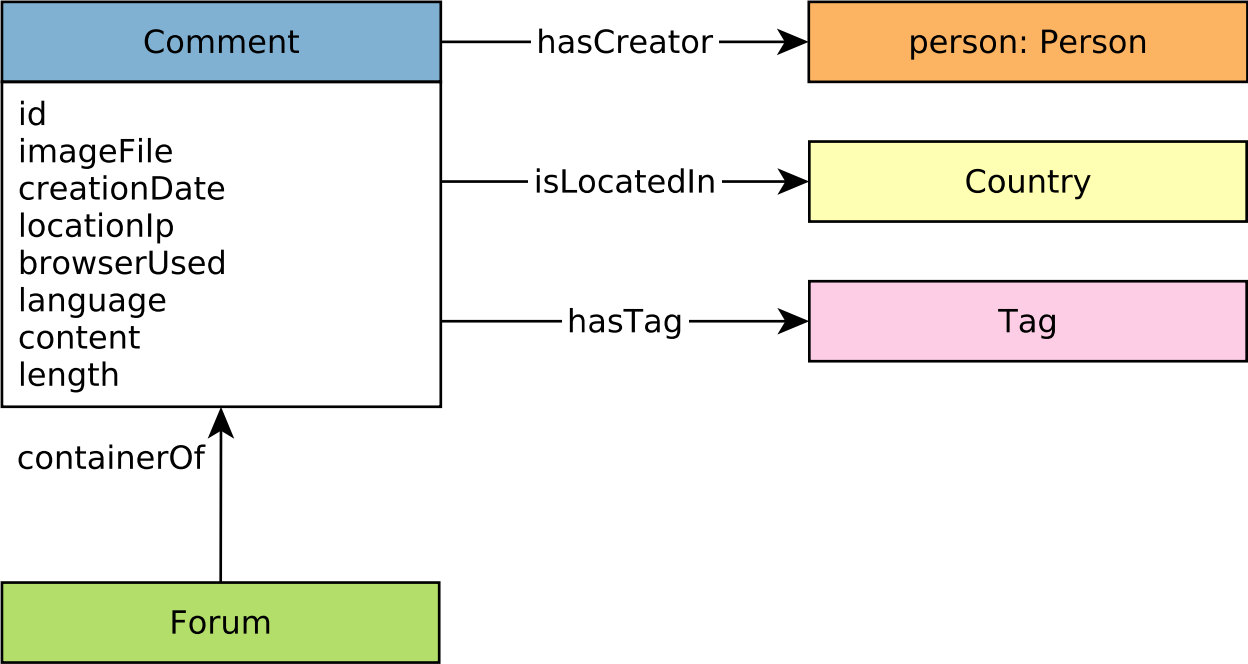 Comment
hasCreator
person: Person
id
imageFile
creationDate
locationIp
browserUsed
language
content
length
isLocatedIn
Country
hasTag
Tag
containerOf
Forum